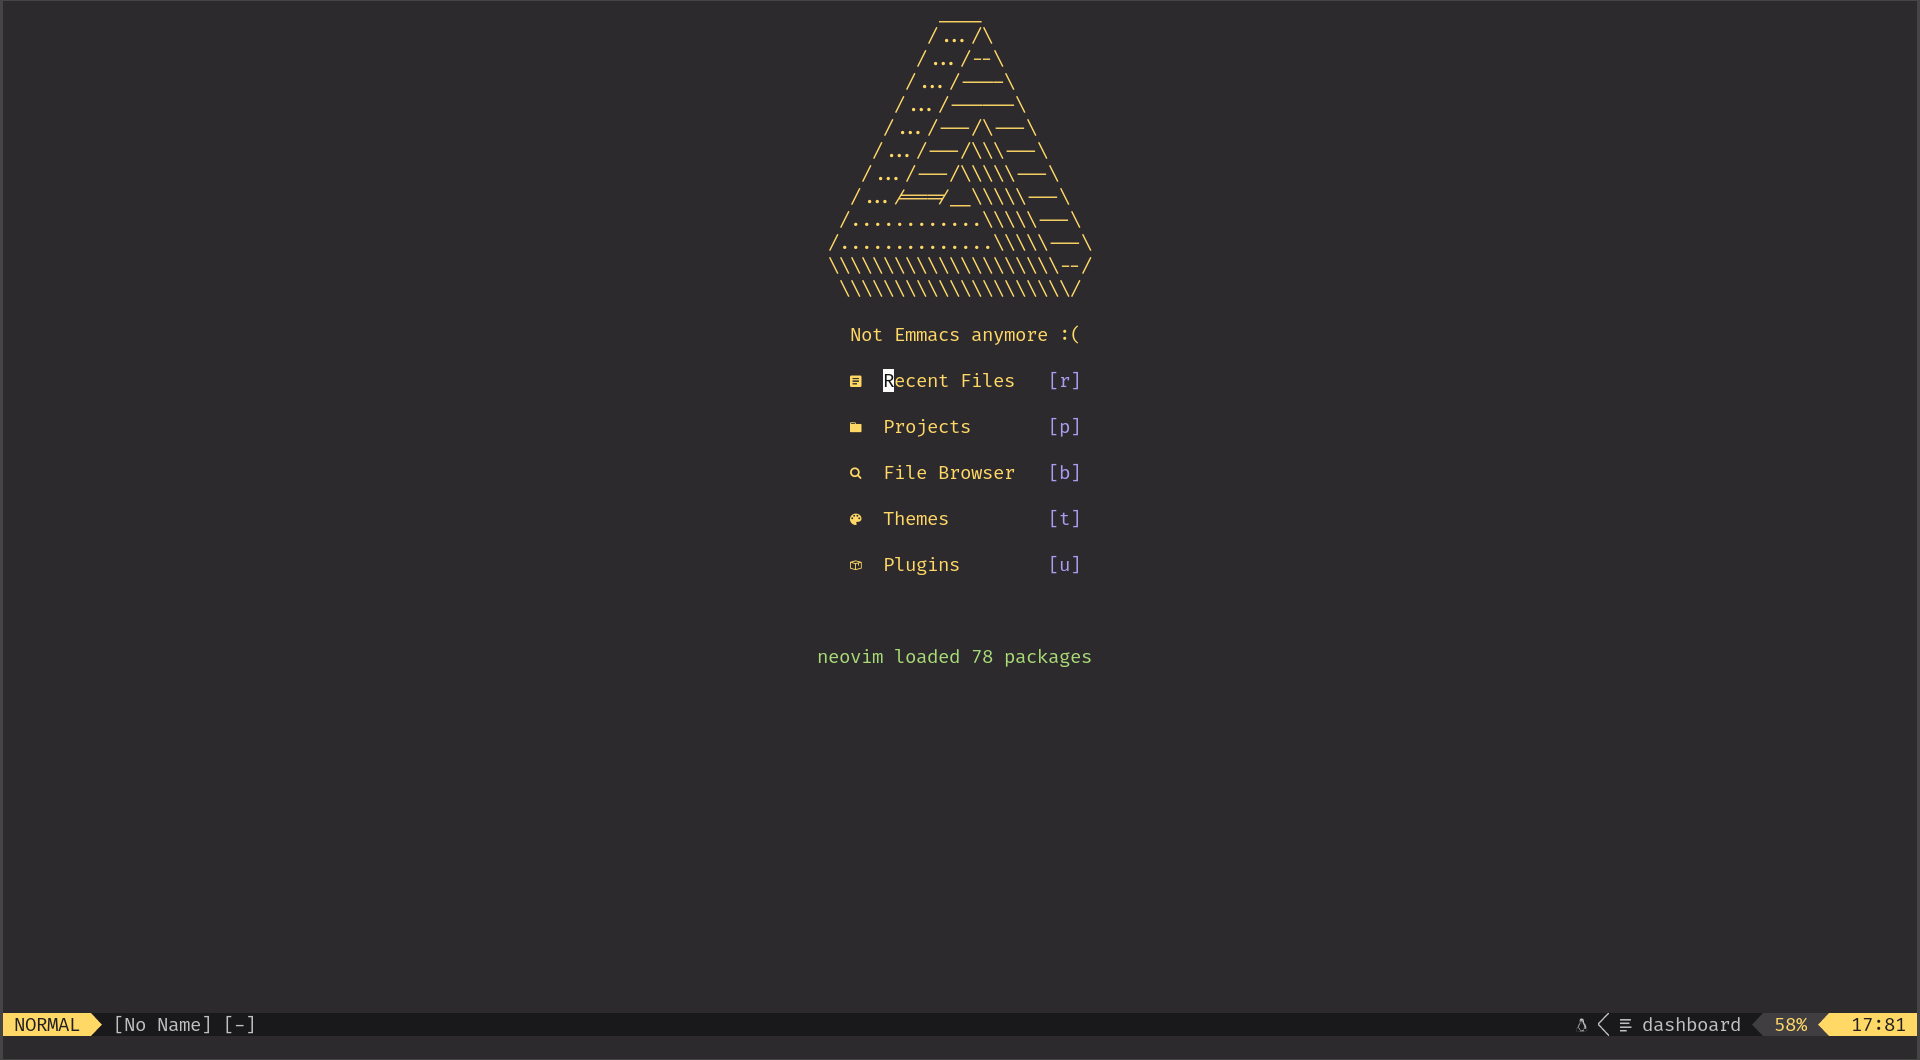 Not Emmacs anymore :(
Recent Files [r]
Projects [p]
File Browser [b]
Themes [t]
Plugins [u]
neovim loaded 78 packages
NORMAL [No Name] [-] dashboard 58% 17:81